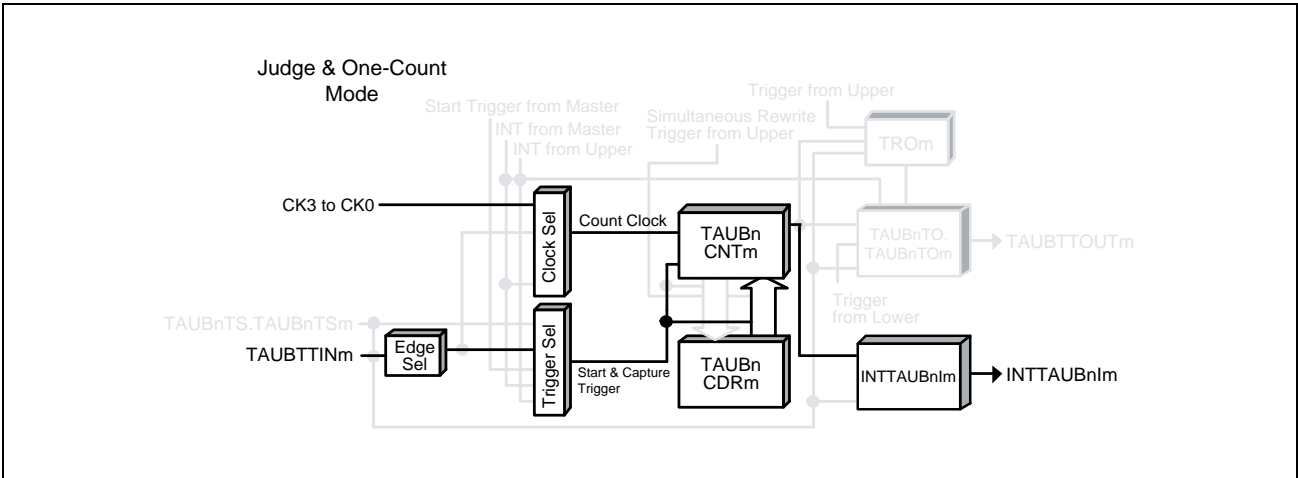 Judge & One-Count
Mode
Trigger from Upper
Start Trigger from Master
Simultaneous Rewrite
Trigger from Upper
INT from Master
INT from Upper
TROm
CK3 to CK0
Clock Sel
Count Clock
TAUBn
CNTm
TAUBnTO.
TAUBnTOm
TAUBTTOUTm
Trigger
from Lower
TAUBnTS.TAUBnTSm
TAUBTTINm
Edge
Sel
Trigger Sel
Start & Capture
Trigger
TAUBn
CDRm
INTTAUBnIm
INTTAUBnIm